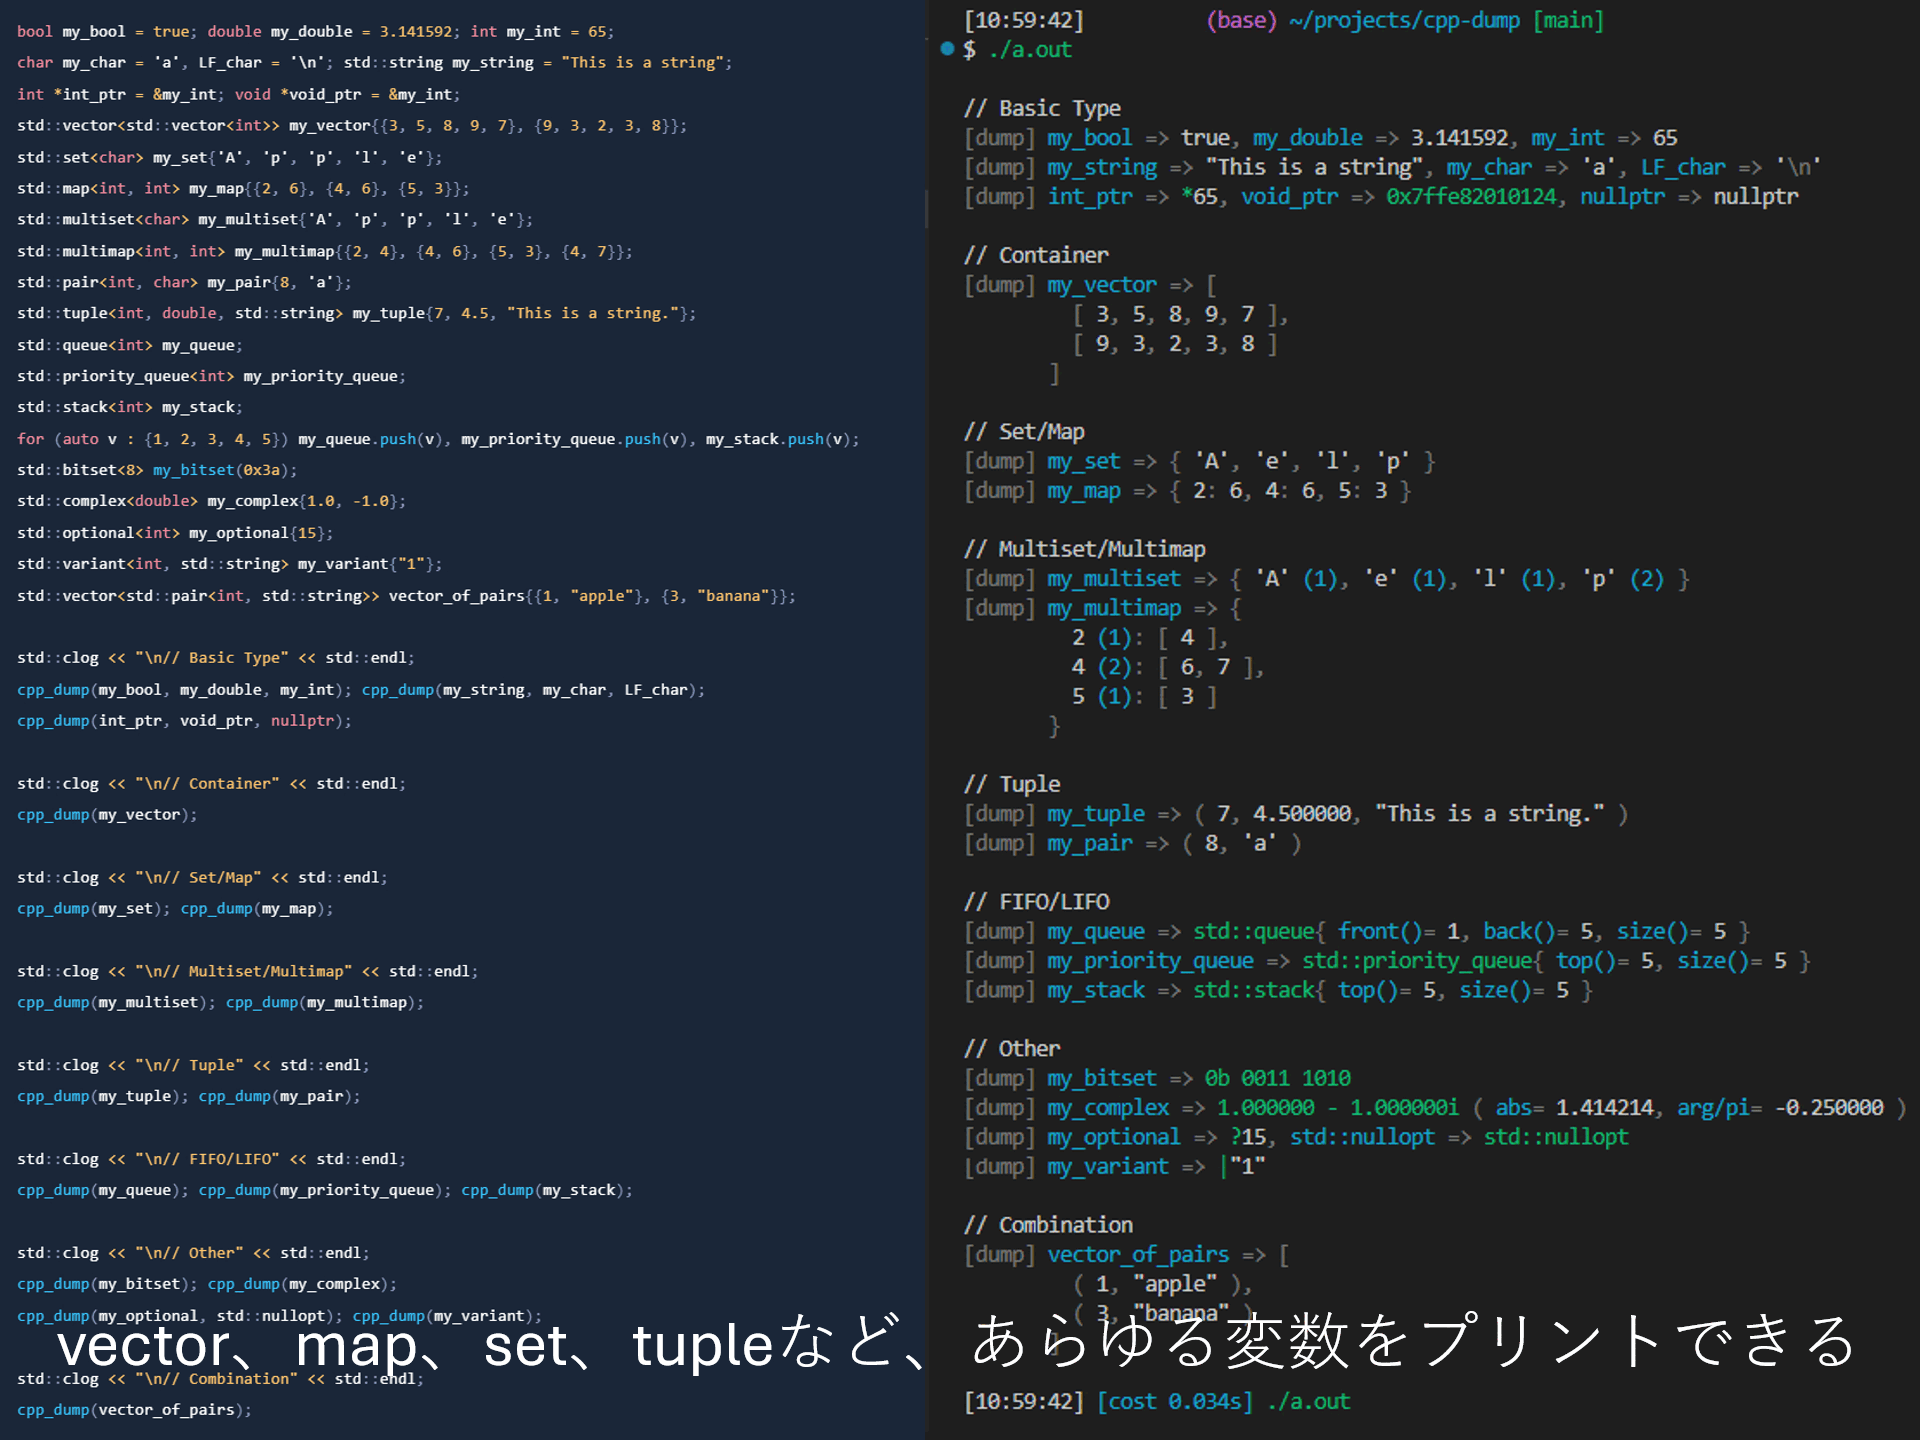 bool my_bool = true; double my_double = 3.141592; int my_int = 65;
char my_char = 'a', LF_char = '\n'; std::string my_string = "This is a string";
int *int_ptr = &my_int; void *void_ptr = &my_int;
std::vector<std::vector<int>> my_vector{{3, 5, 8, 9, 7}, {9, 3, 2, 3, 8}};
std::set<char> my_set{'A', 'p', 'p', 'l', 'e'};
std::map<int, int> my_map{{2, 6}, {4, 6}, {5, 3}};
std::multiset<char> my_multiset{'A', 'p', 'p', 'l', 'e'};
std::multimap<int, int> my_multimap{{2, 4}, {4, 6}, {5, 3}, {4, 7}};
std::pair<int, char> my_pair{8, 'a'};
std::tuple<int, double, std::string> my_tuple{7, 4.5, "This is a string."};
std::queue<int> my_queue;
std::priority_queue<int> my_priority_queue;
std::stack<int> my_stack;
for (auto v : {1, 2, 3, 4, 5}) my_queue.push(v), my_priority_queue.push(v), my_stack.push(v);
std::bitset<8> my_bitset(0x3a);
std::complex<double> my_complex{1.0, -1.0};
std::optional<int> my_optional{15};
std::variant<int, std::string> my_variant{"1"};
std::vector<std::pair<int, std::string>> vector_of_pairs{{1, "apple"}, {3, "banana"}};
std::clog << "\n// Basic Type" << std::endl;
cpp_dump(my_bool, my_double, my_int); cpp_dump(my_string, my_char, LF_char);
cpp_dump(int_ptr, void_ptr, nullptr);
std::clog << "\n// Container" << std::endl;
cpp_dump(my_vector);
std::clog << "\n// Set/Map" << std::endl;
cpp_dump(my_set); cpp_dump(my_map);
std::clog << "\n// Multiset/Multimap" << std::endl;
cpp_dump(my_multiset); cpp_dump(my_multimap);
std::clog << "\n// Tuple" << std::endl;
cpp_dump(my_tuple); cpp_dump(my_pair);
std::clog << "\n// FIFO/LIFO" << std::endl;
cpp_dump(my_queue); cpp_dump(my_priority_queue); cpp_dump(my_stack);
std::clog << "\n// Other" << std::endl;
cpp_dump(my_bitset); cpp_dump(my_complex);
cpp_dump(my_optional, std::nullopt); cpp_dump(my_variant);
std::clog << "\n// Combination" << std::endl;
cpp_dump(vector_of_pairs);
[10:59:42] (base) ~/projects/cpp-dump [main]
$ ./a.out
// Basic Type
[dump] my_bool => true, my_double => 3.141592, my_int => 65
[dump] my_string => "This is a string", my_char => 'a', LF_char => '\n'
[dump] int_ptr => *65, void_ptr => 0x7ffe82010124, nullptr => nullptr
// Container
[dump] my_vector => [
[ 3, 5, 8, 9, 7 ],
[ 9, 3, 2, 3, 8 ]
]
// Set/Map
[dump] my_set => { 'A', 'e', 'l', 'p' }
[dump] my_map => { 2: 6, 4: 6, 5: 3 }
// Multiset/Multimap
[dump] my_multiset => { 'A' (1), 'e' (1), 'l' (1), 'p' (2) }
[dump] my_multimap => {
2 (1): [ 4 ],
4 (2): [ 6, 7 ],
5 (1): [ 3 ]
}
// Tuple
[dump] my_tuple => ( 7, 4.500000, "This is a string." )
[dump] my_pair => ( 8, 'a' )
// FIFO/LIFO
[dump] my_queue => std::queue{ front()= 1, back()= 5, size()= 5 }
[dump] my_priority_queue => std::priority_queue{ top()= 5, size()= 5 }
[dump] my_stack => std::stack{ top()= 5, size()= 5 }
// Other
[dump] my_bitset => 0b 0011 1010
[dump] my_complex => 1.000000 - 1.000000i ( abs= 1.414214, arg/pi= -0.250000 )
[dump] my_optional => ?15, std::nullopt => std::nullopt
[dump] my_variant => |"1"
// Combination
[dump] vector_of_pairs => [
( 1, "apple" ),
( 3, "banana" )
]
[10:59:42] [cost 0.034s] ./a.out
vector、map、set、tupleなど、あらゆる変数をプリントできる